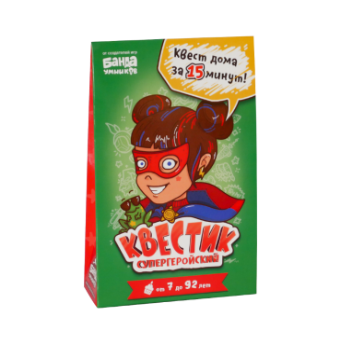 БАНДА
УМНИКОВ
Квест дома
за 15 минут!
КВЕСТИК
СУПЕРГЕРОЙСКИЙ
от 7 до 92 лет